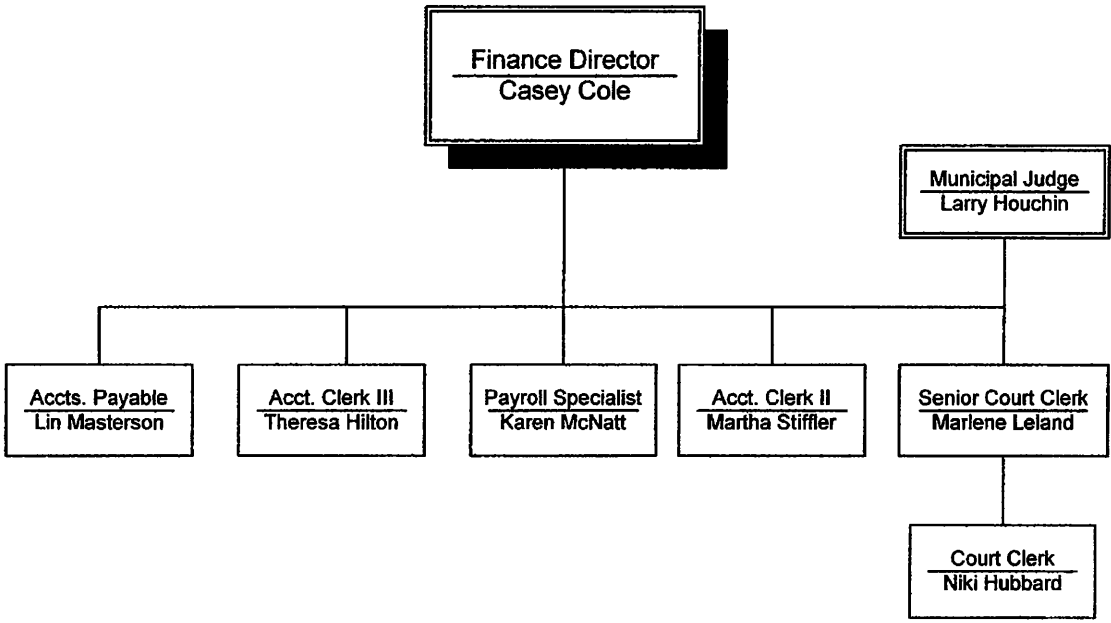 Finance Director
Casey Cole
Municipal Judge
Larry Houchin
Accts. Payable
Lin Masterson
Acct. Clerk III
Theresa Hilton
Payroll Specialist
Karen McNatt
Acct. Clerk II
Martha Stiffler
Senior Court Clerk
Marlene Leland
Court Clerk
Niki Hubbard